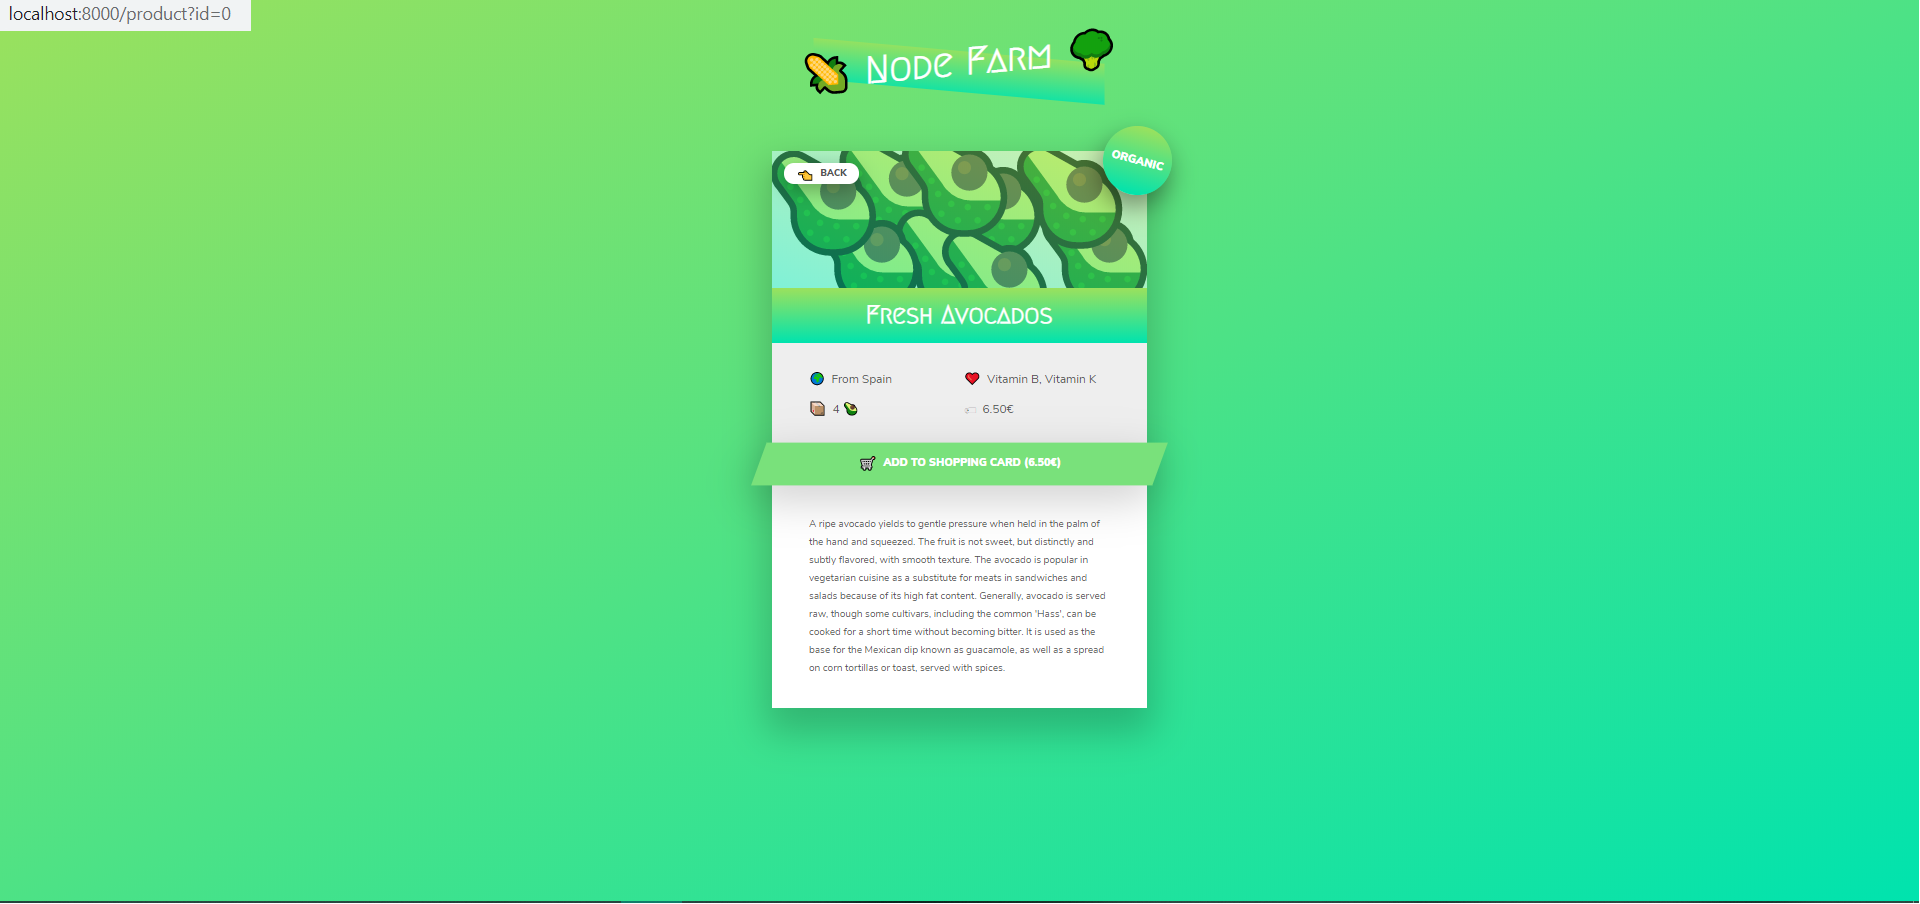 localhost:8000/product?id=0
Node Farm
ORGANIC
BACK
Fresh Avocados
From Spain
Vitamin B, Vitamin K
4
6.50€
ADD TO SHOPPING CARD (6.50€)
A ripe avocado yields to gentle pressure when held in the palm of
the hand and squeezed. The fruit is not sweet, but distinctly and
subtly flavored, with smooth texture. The avocado is popular in
vegetarian cuisine as a substitute for meats in sandwiches and
salads because of its high fat content. Generally, avocado is served
raw, though some cultivars, including the common 'Hass', can be
cooked for a short time without becoming bitter. It is used as the
base for the Mexican dip known as guacamole, as well as a spread
on corn tortillas or toast, served with spices.